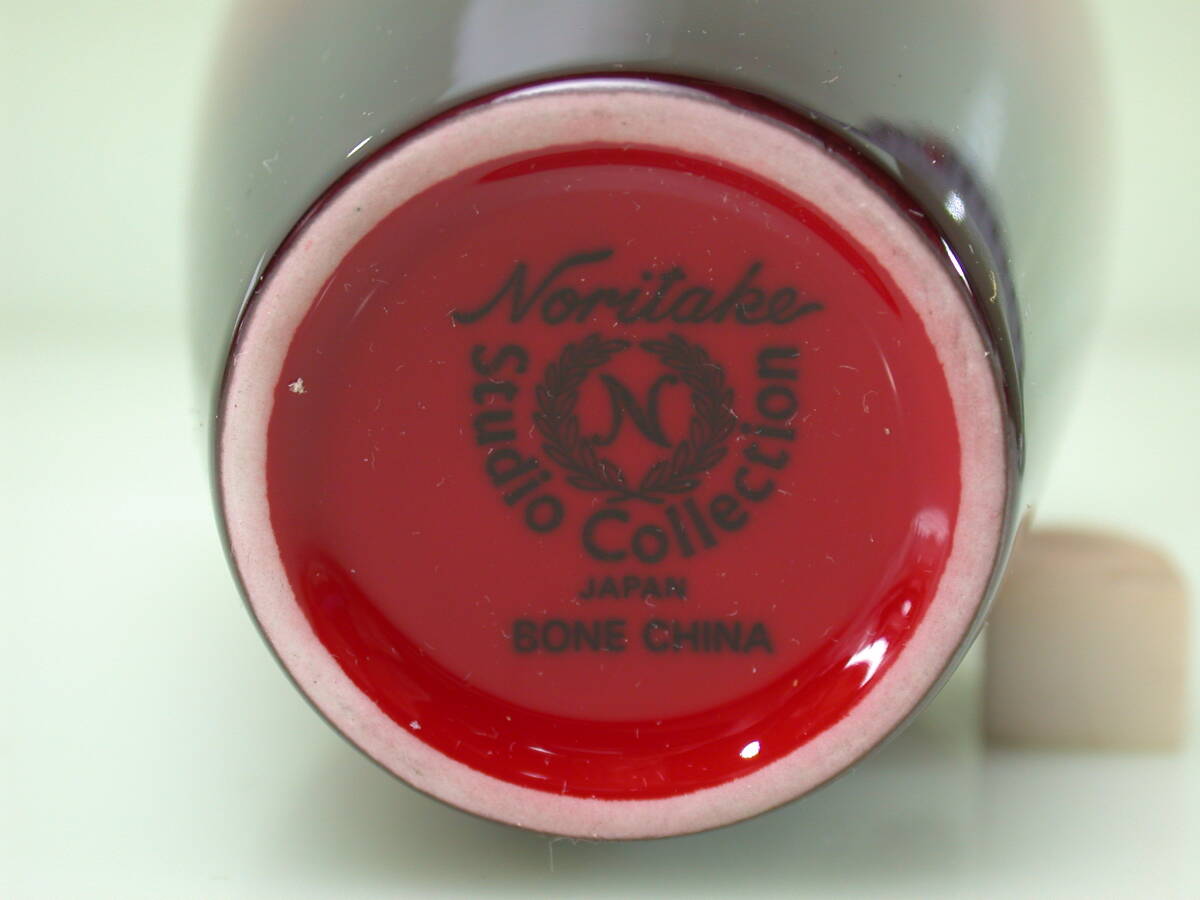 Noritake
N
Studio Collection
JAPAN
BONE CHINA